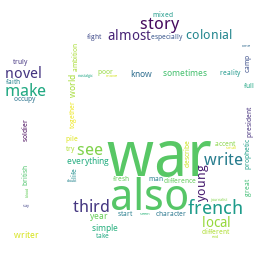 mixed
story
fight almost especially colonial
truly
novel ambition poor know sometimes reality camp
faith
make world full
occupy
together
soldier pile president
try see war describe accent write prophetic
everything
british life fresh man difference young great
also
third french
year start character local
simple different
writer take